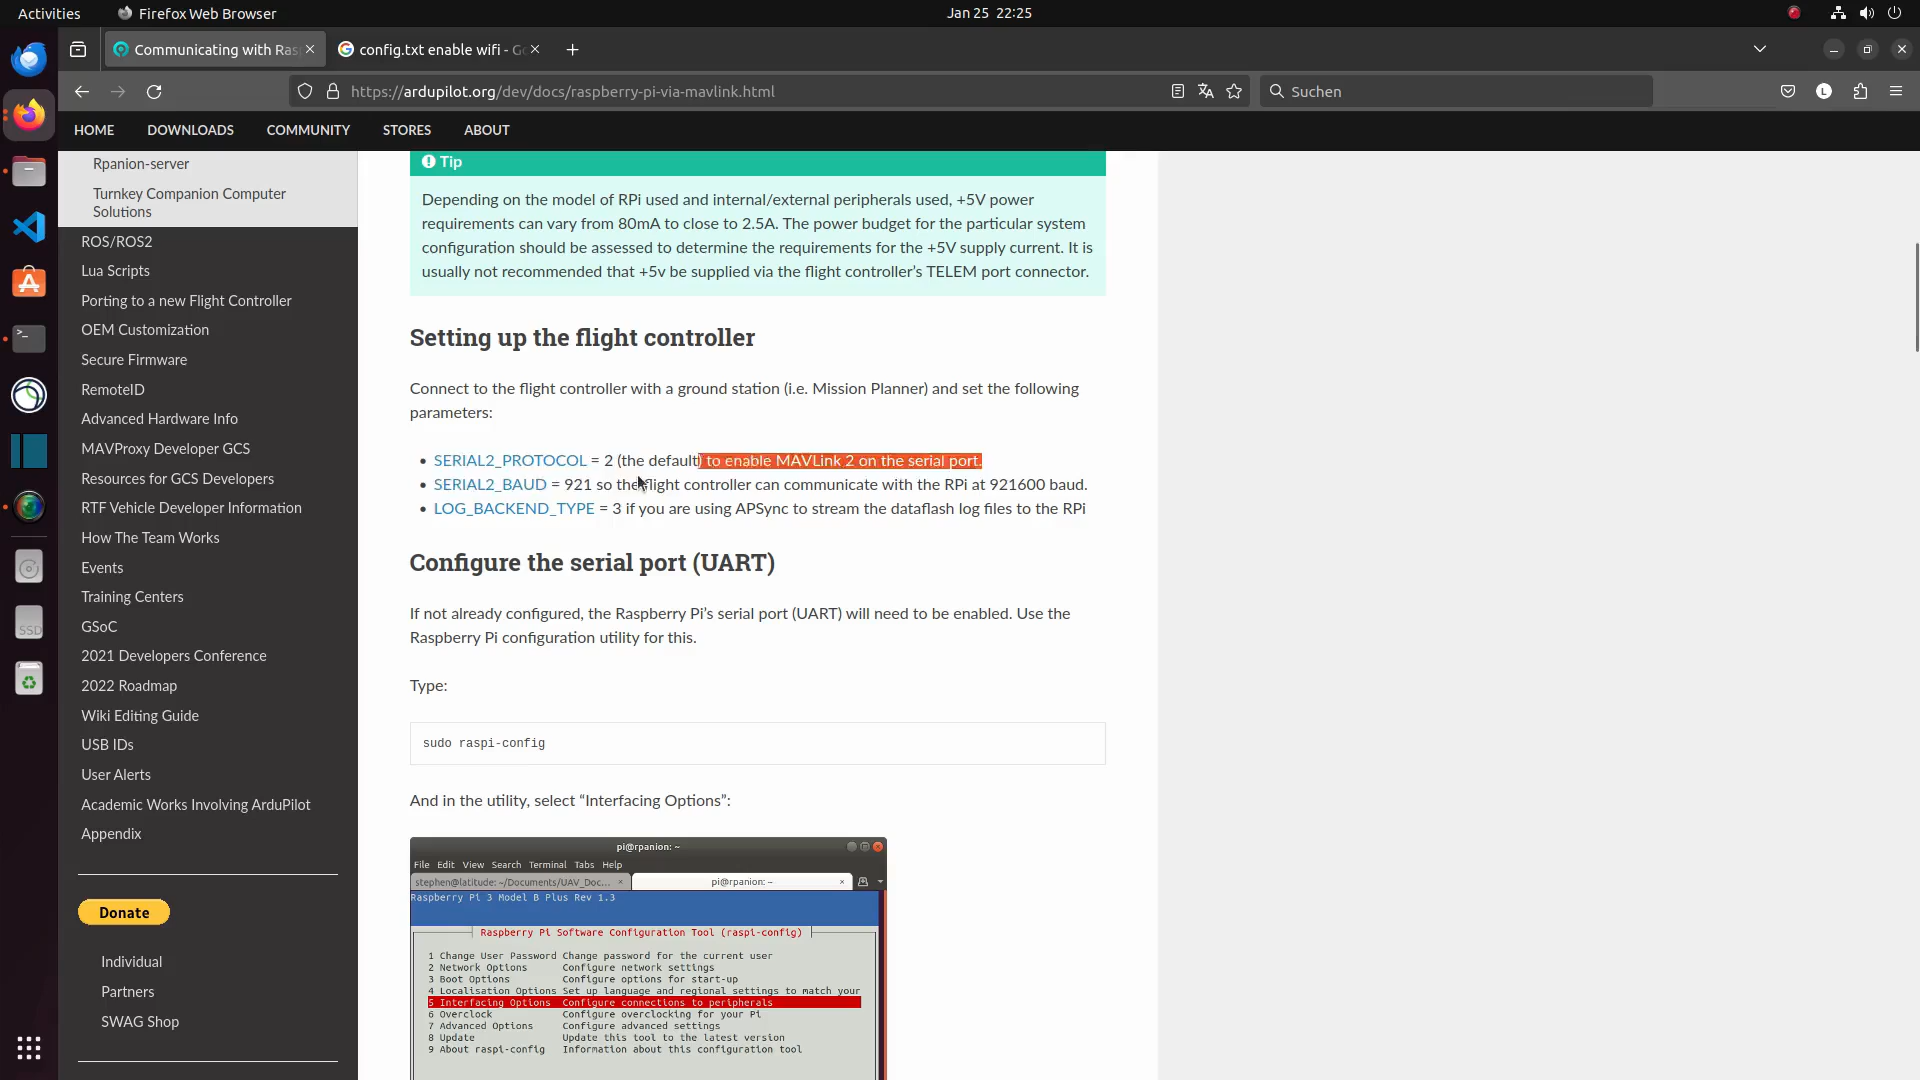 Activities
Firefox Web Browser
Jan 25 22:25
Communicating with Ras
config.txt enable wifi - Go
https://ardupilot.org/dev/docs/raspberry-pi-via-mavlink.html
Suchen
L
HOME
DOWNLOADS
COMMUNITY
STORES
ABOUT
Rpanion-server
Turnkey Companion Computer
Solutions
ROS/ROS2
Lua Scripts
Porting to a new Flight Controller
OEM Customization
Secure Firmware
RemoteID
Advanced Hardware Info
MAVProxy Developer GCS
Resources for GCS Developers
RTF Vehicle Developer Information
How The Team Works
Events
Training Centers
GSoC
2021 Developers Conference
2022 Roadmap
Wiki Editing Guide
USB IDs
User Alerts
Academic Works Involving ArduPilot
Appendix
Donate
Individual
Partners
SWAG Shop
SSD
Tip
Depending on the model of RPi used and internal/external peripherals used, +5V power
requirements can vary from 80mA to close to 2.5A. The power budget for the particular system
configuration should be assessed to determine the requirements for the +5V supply current. It is
usually not recommended that +5v be supplied via the flight controller’s TELEM port connector.
Setting up the flight controller
Connect to the flight controller with a ground station (i.e. Mission Planner) and set the following
parameters:
• SERIAL2_PROTOCOL = 2 (the default) to enable MAVLink 2 on the serial port.
• SERIAL2_BAUD = 921 so the flight controller can communicate with the RPi at 921600 baud.
• LOG_BACKEND_TYPE = 3 if you are using APSync to stream the dataflash log files to the RPi
Configure the serial port (UART)
If not already configured, the Raspberry Pi’s serial port (UART) will need to be enabled. Use the
Raspberry Pi configuration utility for this.
Type:
sudo raspi-config
And in the utility, select “Interfacing Options”:
pi@rpanion: ~
File Edit View Search Terminal Tabs Help
stephen@latitude: ~/Documents/UAV_Doc...
pi@rpanion: ~
Raspberry Pi 3 Model B Plus Rev 1.3
Raspberry Pi Software Configuration Tool (raspi-config)
1 Change User Password Change password for the current user
2 Network Options Configure network settings
3 Boot Options Configure options for start-up
4 Localisation Options Set up language and regional settings to match your
5 Interfacing Options Configure connections to peripherals
6 Overclock Configure overclocking for your Pi
7 Advanced Options Configure advanced settings
8 Update Update this tool to the latest version
9 About raspi-config Information about this configuration tool